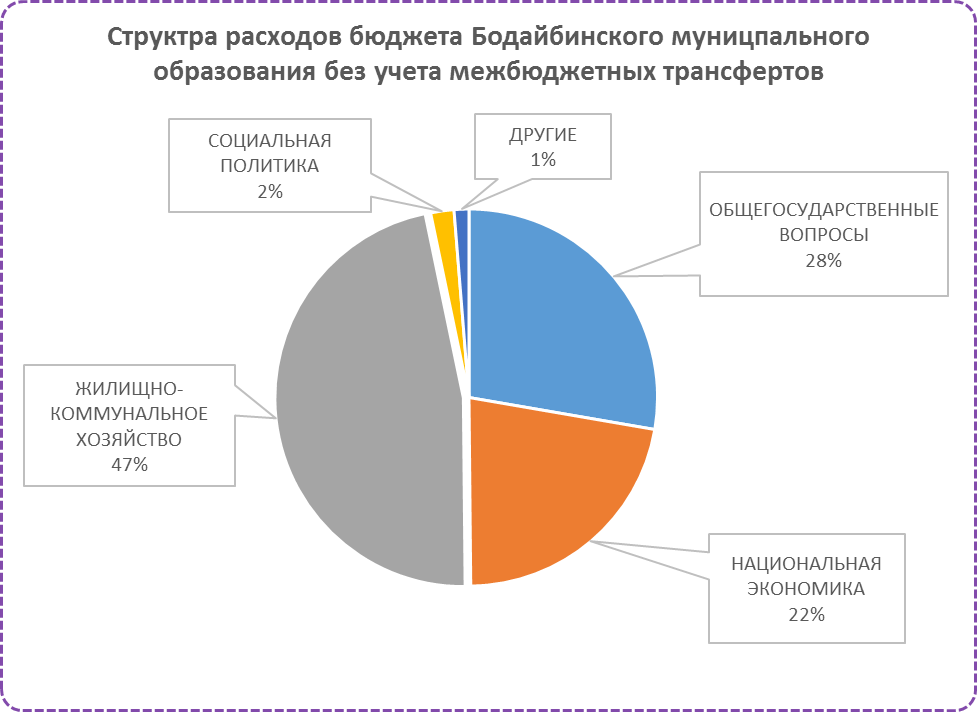 Структра расходов бюджета Бодайбинского муницпального
образования без учета межбюджетных трансфертов
СОЦИАЛЬНАЯ
ПОЛИТИКА
2%
ДРУГИЕ
1%
ОБЩЕГОСУДАРСТВЕННЫЕ
ВОПРОСЫ
28%
ЖИЛИЩНО-
КОММУНАЛЬНОЕ
ХОЗЯЙСТВО
47%
НАЦИОНАЛЬНАЯ
ЭКОНОМИКА
22%